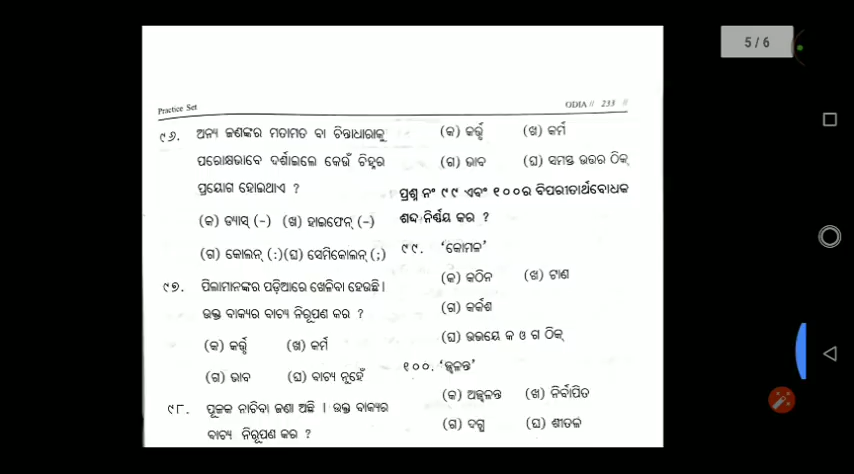 5 / 6
Practice Set
ODIA // 233 //
୯୬. ଅନ୍ୟ ଜଣଙ୍କର ମତାମତ ବା ଚିନ୍ତାଧାରାକୁ
ପରୋକ୍ଷଭାବେ ଦର୍ଶାଇଲେ କେଉଁ ଚିହ୍ନର
ପ୍ରୟୋଗ ହୋଇଥାଏ ?
(କ) ଡ୍ୟାସ୍ (-) (ଖ) ହାଇଫେନ୍ (-)
(ଗ) କୋଲନ୍ (:) (ଘ) ସେମିକୋଲନ୍ (;)
୯୭. ପିଲାମାନଙ୍କର ପଡ଼ିଆରେ ଖେଳିବା ହେଉଛି।
ଉକ୍ତ ବାକ୍ୟର ବାଚ୍ୟ ନିରୂପଣ କର ?
(କ) କର୍ତ୍ତୃ (ଖ) କର୍ମ
(ଗ) ଭାବ (ଘ) ବାଚ୍ୟ ନୁହେଁ
୯୮. ପୂଜକ ନାଚିବା ଜଣା ଅଛି । ଉକ୍ତ ବାକ୍ୟର
ବାଚ୍ୟ ନିରୂପଣ କର ?
(କ) କର୍ତ୍ତୃ (ଖ) କର୍ମ
(ଗ) ଭାବ (ଘ) ସମସ୍ତ ଉତ୍ତର ଠିକ୍
ପ୍ରଶ୍ନ ନଂ ୯୯ ଏବଂ ୧୦୦ର ବିପରୀତାର୍ଥବୋଧକ
ଶବ୍ଦ ନିର୍ଣ୍ଣୟ କର ?
୯୯. ‘କୋମଳ’
(କ) କଠିନ (ଖ) ଟାଣ
(ଗ) କର୍କଶ
(ଘ) ଉଭୟେ କ ଓ ଗ ଠିକ୍
୧୦୦. ‘ଜ୍ୱଳନ୍ତ’
(କ) ଅଜ୍ୱଳନ୍ତ (ଖ) ନିର୍ବାପିତ
(ଗ) ଦଗ୍ଧ (ଘ) ଶୀତଳ